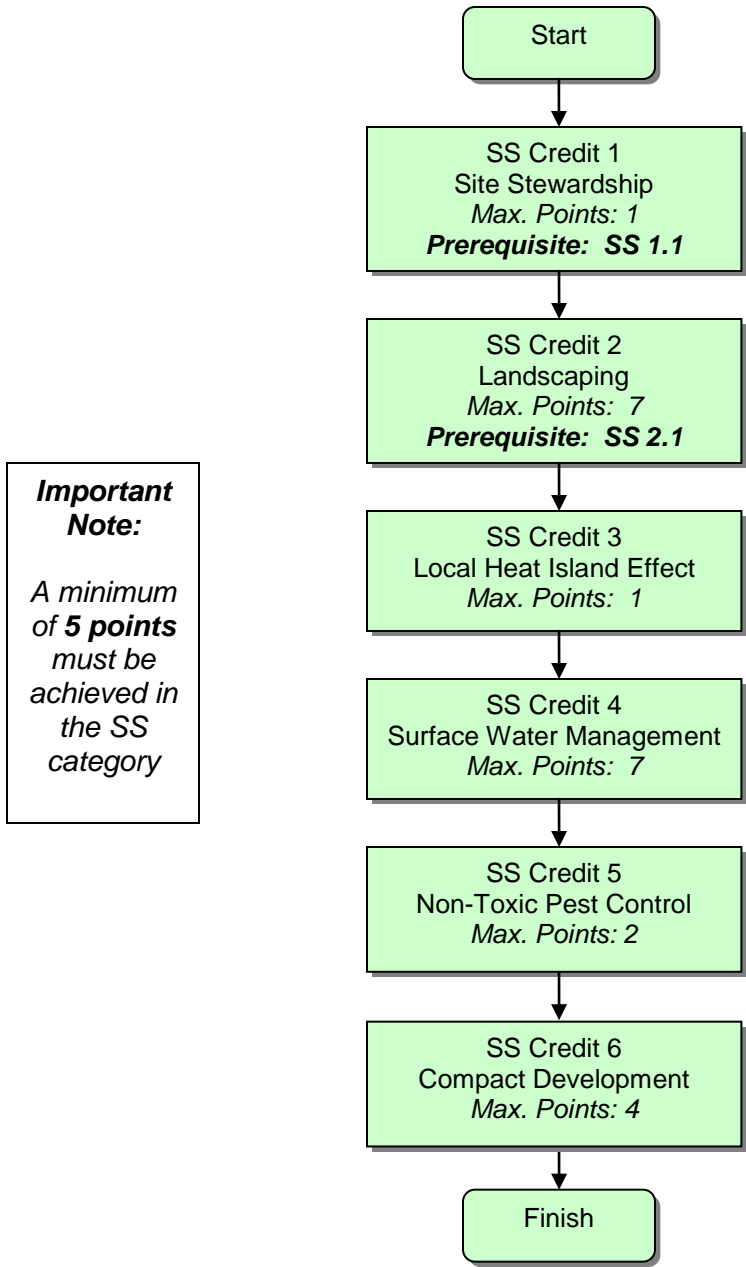 Start
SS Credit 1
Site Stewardship
Max. Points: 1
Prerequisite: SS 1.1
SS Credit 2
Landscaping
Max. Points: 7
Prerequisite: SS 2.1
Important
Note:
A minimum
of 5 points
must be
achieved in
the SS
category
SS Credit 3
Local Heat Island Effect
Max. Points: 1
SS Credit 4
Surface Water Management
Max. Points: 7
SS Credit 5
Non-Toxic Pest Control
Max. Points: 2
SS Credit 6
Compact Development
Max. Points: 4
Finish